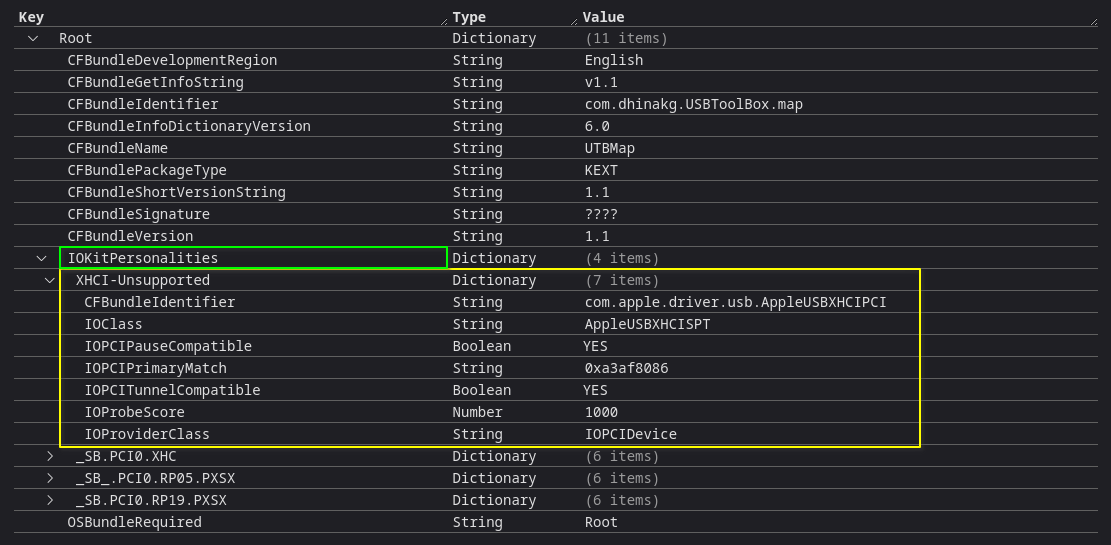 Key Type Value
Root Dictionary (11 items)
CFBundleDevelopmentRegion String English
CFBundleGetInfoString String v1.1
CFBundleIdentifier String com.dhinakg.USBToolBox.map
CFBundleInfoDictionaryVersion String 6.0
CFBundleName String UTBMap
CFBundlePackageType String KEXT
CFBundleShortVersionString String 1.1
CFBundleSignature String ????
CFBundleVersion String 1.1
IOKitPersonalities Dictionary (4 items)
XHCI-Unsupported Dictionary (7 items)
CFBundleIdentifier String com.apple.driver.usb.AppleUSBXHCIPCI
IOClass String AppleUSBXHCISPT
IOPCIPauseCompatible Boolean YES
IOPCIPrimaryMatch String 0xa3af8086
IOPCITunnelCompatible Boolean YES
IOProbeScore Number 1000
IOProviderClass String IOPCIDevice
_SB.PCI0.XHC Dictionary (6 items)
_SB_.PCI0.RP05.PXSX Dictionary (6 items)
_SB.PCI0.RP19.PXSX Dictionary (6 items)
OSBundleRequired String Root